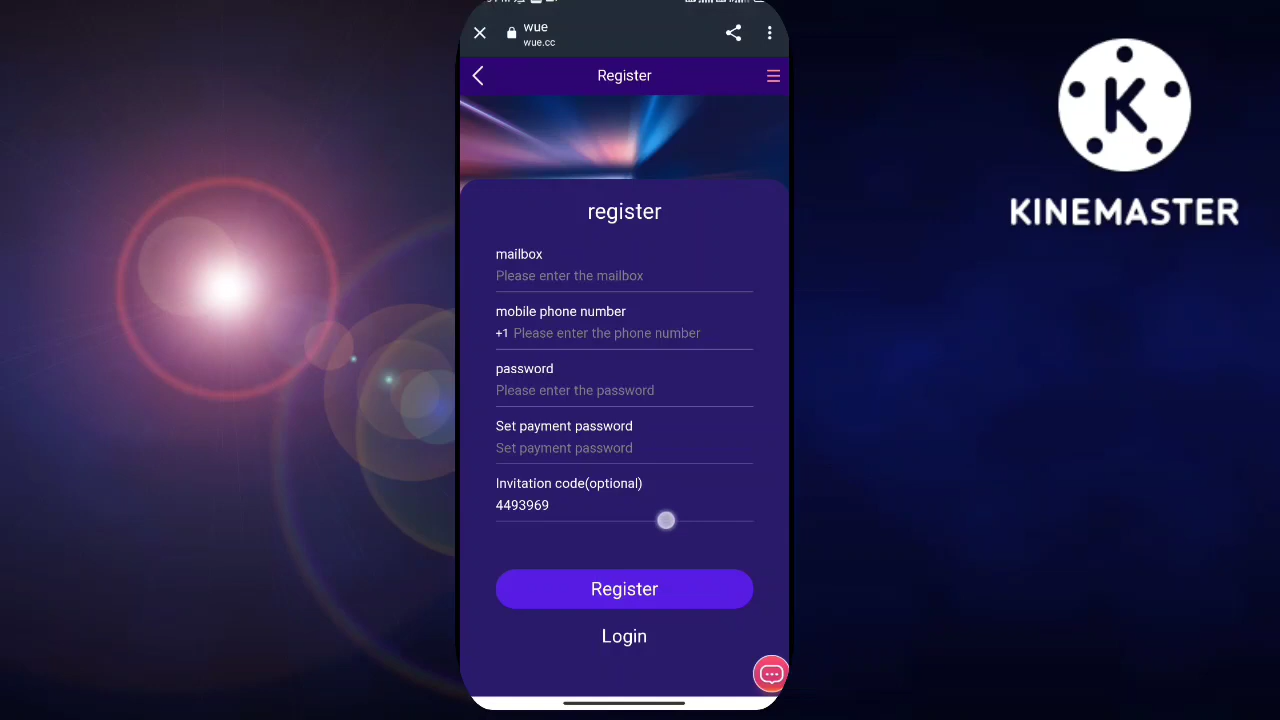 wue
wue.cc
Register
register
mailbox
Please enter the mailbox
mobile phone number
+1 Please enter the phone number
password
Please enter the password
Set payment password
Set payment password
Invitation code(optional)
4493969
Register
Login
K
KINEMASTER